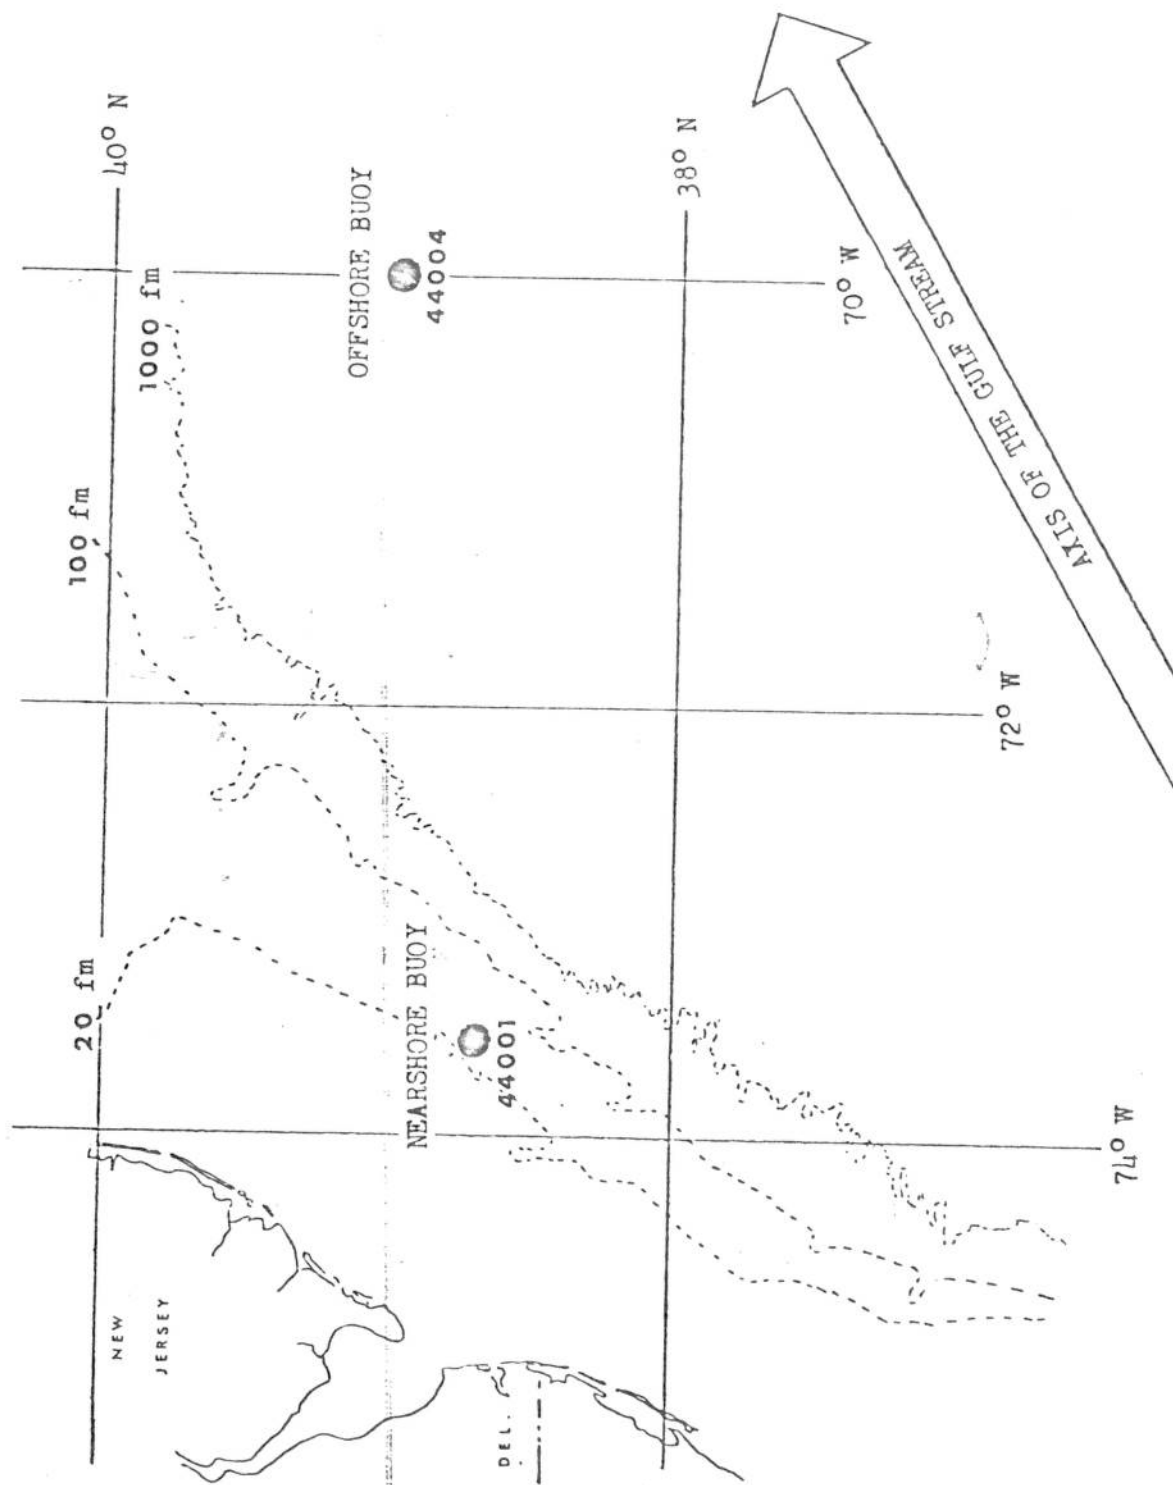 40° N
1000 fm
100 fm
20 fm
OFFSHORE BUOY
44004
38° N
70° W
AXIS OF THE GULF STREAM
72° W
NEARSHORE BUOY
44001
74° W
NEW
JERSEY
DEL.